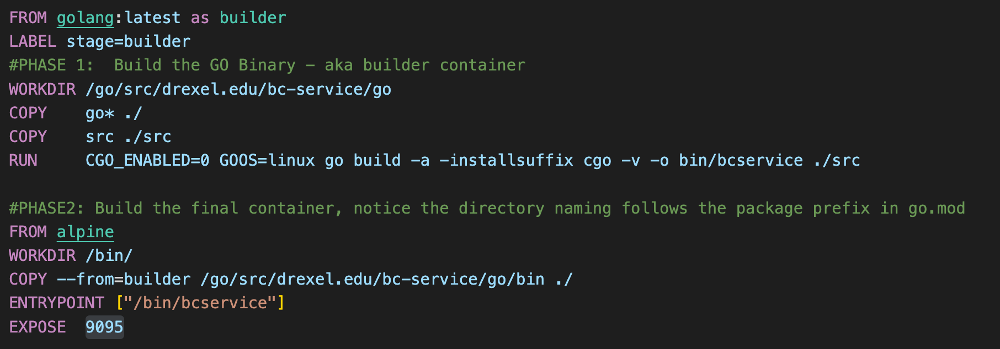 FROM golang:latest as builder
LABEL stage=builder
#PHASE 1:  Build the GO Binary - aka builder container
WORKDIR /go/src/drexel.edu/bc-service/go
COPY    go* ./
COPY    src ./src
RUN     CGO_ENABLED=0 GOOS=linux go build -a -installsuffix cgo -v -o bin/bcservice ./src

#PHASE2: Build the final container, notice the directory naming follows the package prefix in go.mod
FROM alpine
WORKDIR /bin/
COPY --from=builder /go/src/drexel.edu/bc-service/go/bin ./
ENTRYPOINT ["/bin/bcservice"]
EXPOSE  9095